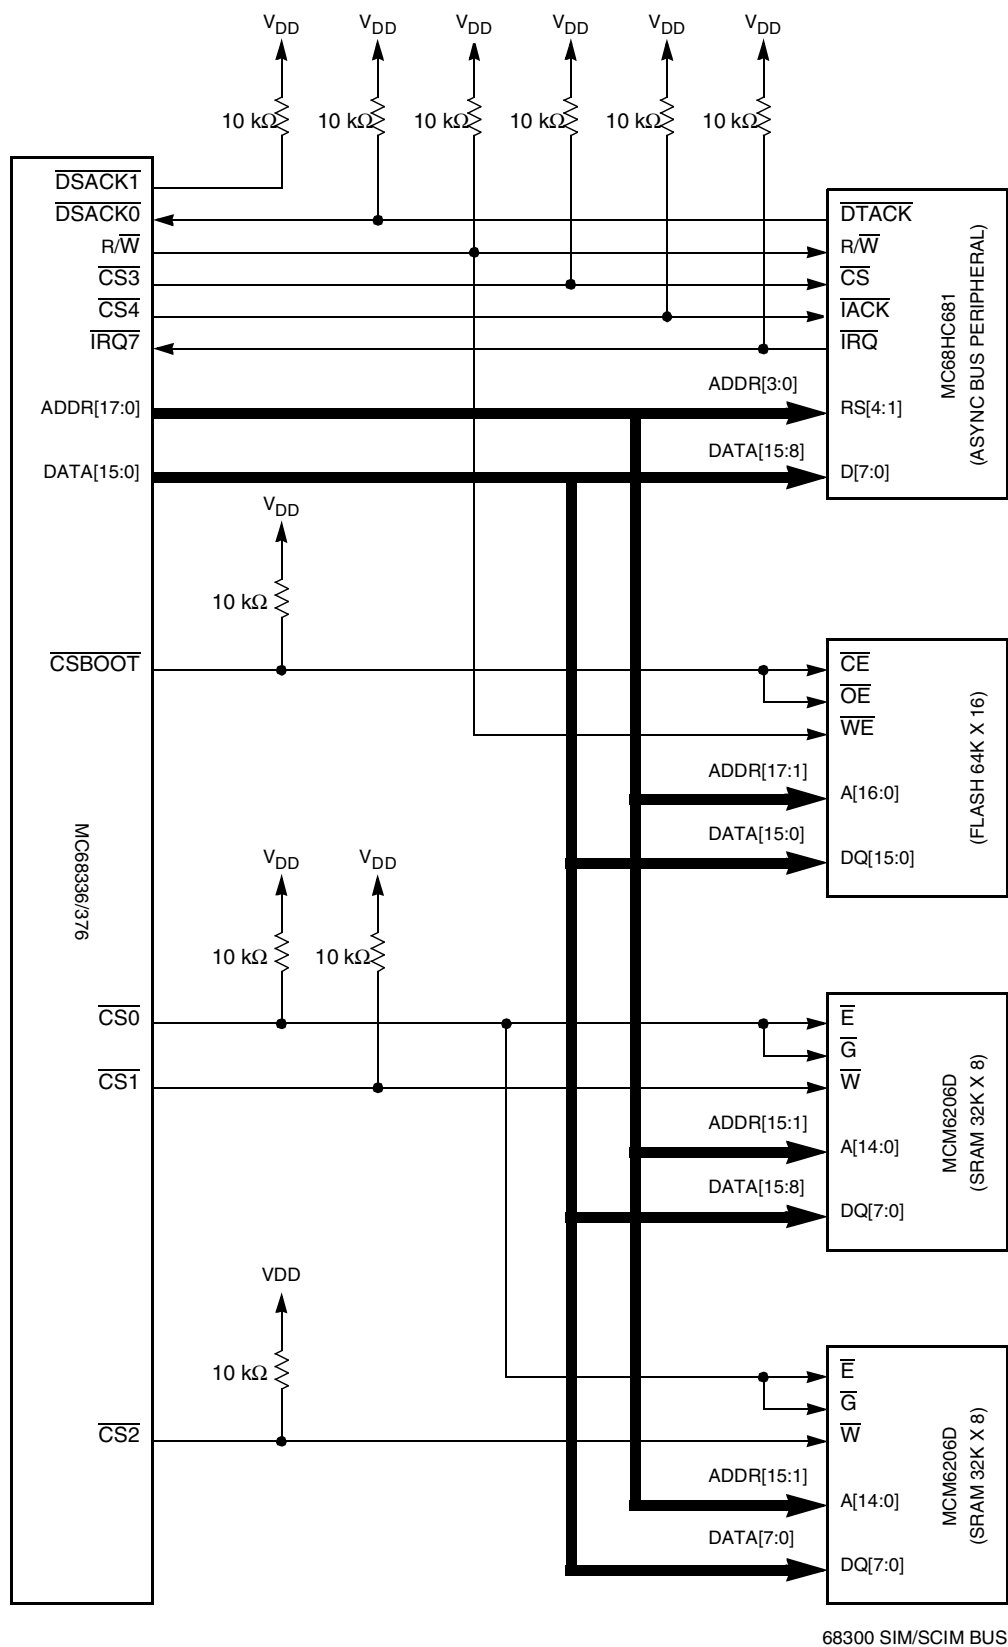 VDD VDD VDD VDD VDD VDD
10 kΩ 10 kΩ 10 kΩ 10 kΩ 10 kΩ 10 kΩ
DSACK1
DSACK0 DTACK
R/W R/W
CS3 CS
CS4 IACK
IRQ7 IRQ
MC68HC681
(ASYNC BUS PERIPHERAL)
ADDR[3:0]
ADDR[17:0] RS[4:1]
DATA[15:8]
DATA[15:0] D[7:0]
VDD
10 kΩ
CSBOOT CE
OE
WE
(FLASH 64K X 16)
ADDR[17:1]
A[16:0]
DATA[15:0]
DQ[15:0]
MC68336/376
VDD VDD
10 kΩ 10 kΩ
CS0 E
G
CS1 W
MCM6206D
(SRAM 32K X 8)
ADDR[15:1]
A[14:0]
DATA[15:8]
DQ[7:0]
VDD
10 kΩ
E
G
CS2 W
MCM6206D
(SRAM 32K X 8)
ADDR[15:1]
A[14:0]
DATA[7:0]
DQ[7:0]
68300 SIM/SCIM BUS